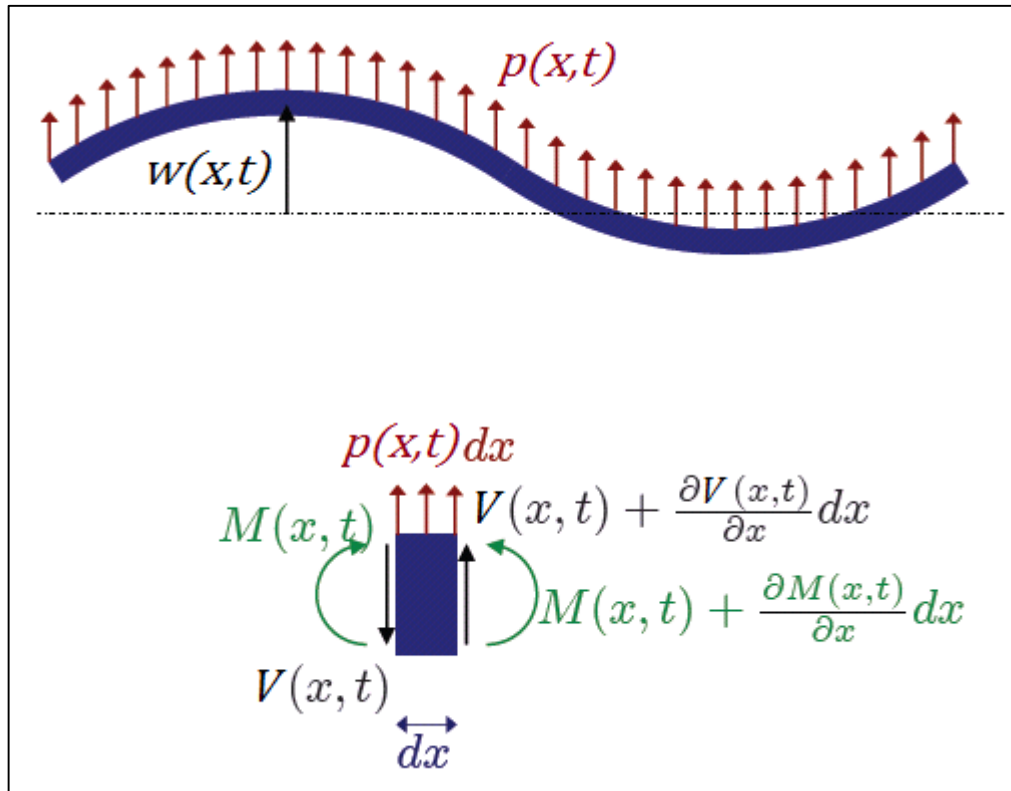 p(x,t)
w(x,t)
p(x,t)dx
M(x,t)
V(x,t) + ∂V(x,t)/∂x dx
M(x,t) + ∂M(x,t)/∂x dx
V(x,t)
dx